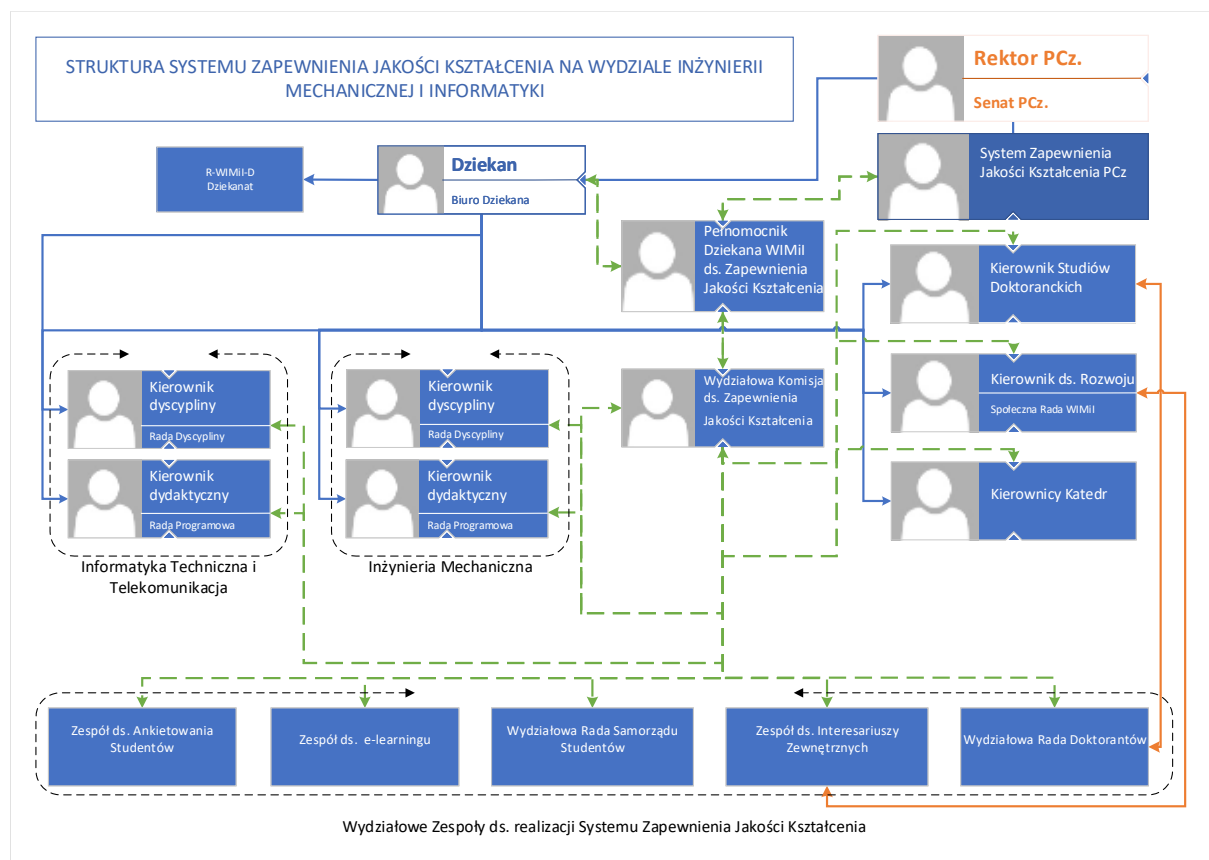 STRUKTURA SYSTEMU ZAPEWNIENIA JAKOŚCI KSZTAŁCENIA NA WYDZIALE INŻYNIERII
MECHANICZNEJ I INFORMATYKI
Rektor PCz.
Senat PCz.
System Zapewnienia
Jakości Kształcenia PCz
R-WIMiI-D
Dziekanat
Dziekan
Biuro Dziekana
Pełnomocnik
Dziekana WIMiI
ds. Zapewnienia
Jakości Kształcenia
Kierownik Studiów
Doktoranckich
Kierownik
dyscypliny
Rada Dyscypliny
Kierownik
dydaktyczny
Rada Programowa
Informatyka Techniczna i
Telekomunikacja
Kierownik
dyscypliny
Rada Dyscypliny
Kierownik
dydaktyczny
Rada Programowa
Inżynieria Mechaniczna
Wydziałowa Komisja
ds. Zapewnienia
Jakości Kształcenia
Kierownik ds. Rozwoju
Społeczna Rada WIMiI
Kierownicy Katedr
Zespół ds. Ankietowania
Studentów
Zespół ds. e-learningu
Wydziałowa Rada Samorządu
Studentów
Zespół ds. Interesariuszy
Zewnętrznych
Wydziałowa Rada Doktorantów
Wydziałowe Zespoły ds. realizacji Systemu Zapewnienia Jakości Kształcenia